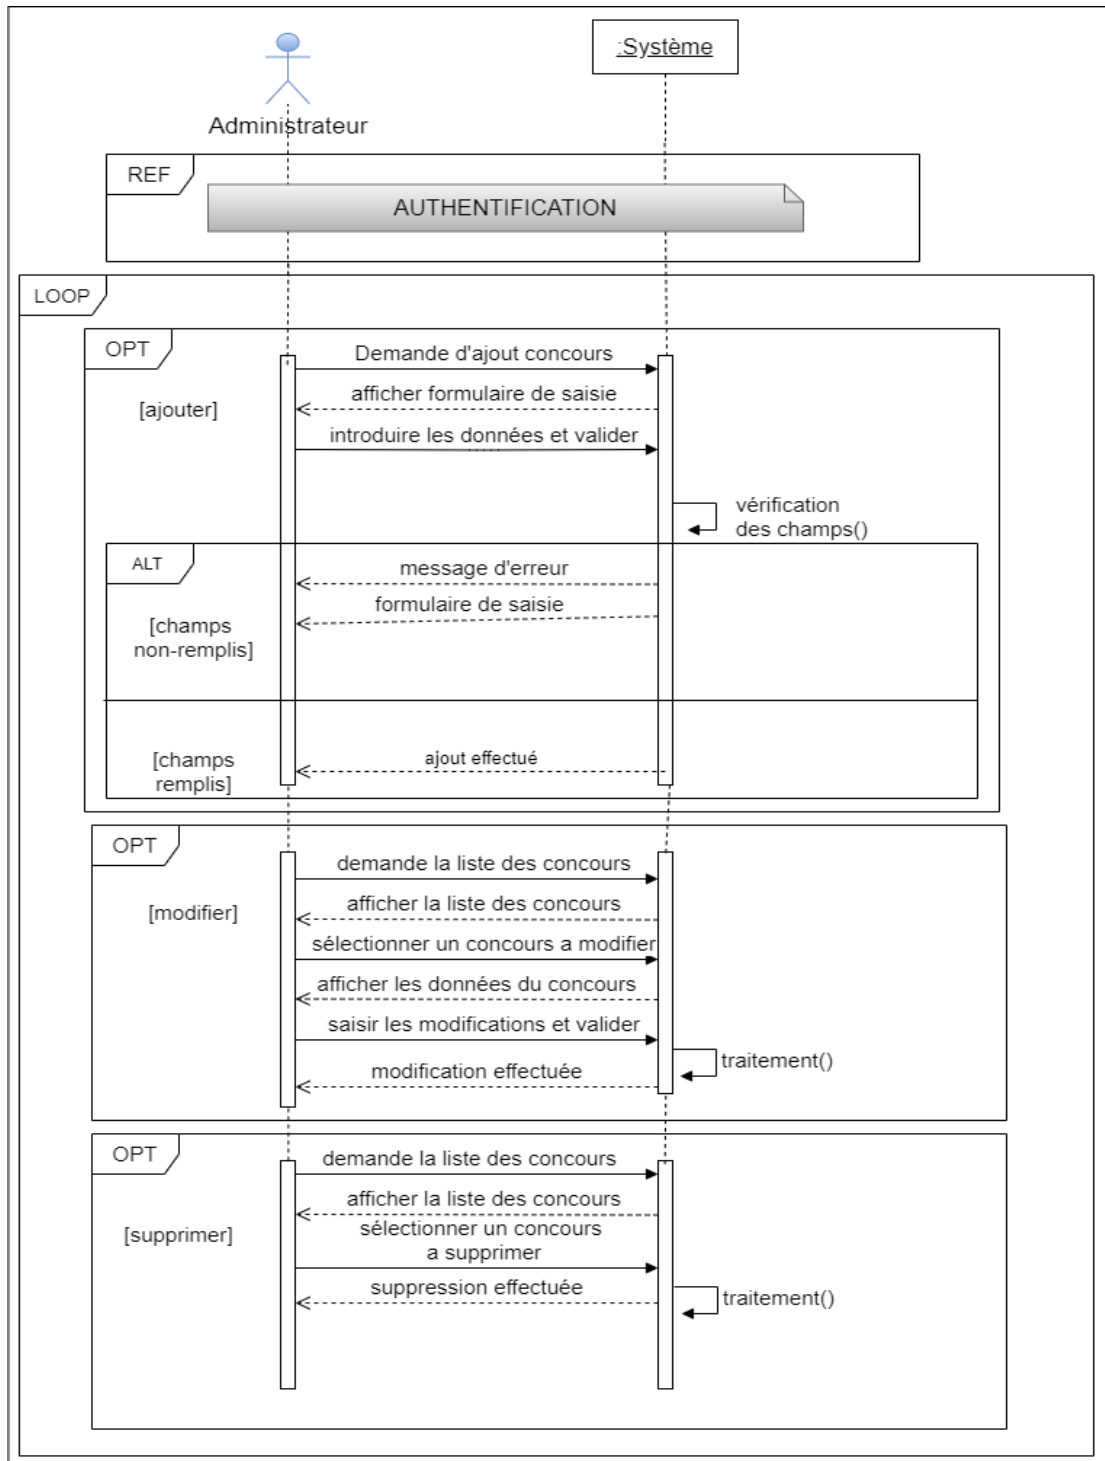 :Système
Administrateur
REF
AUTHENTIFICATION
LOOP
OPT
Demande d'ajout concours
afficher formulaire de saisie
[ajouter]
introduire les données et valider
vérification
des champs()
ALT
message d'erreur
formulaire de saisie
[champs
non-remplis]
ajout effectué
[champs
remplis]
OPT
demande la liste des concours
afficher la liste des concours
[modifier]
sélectionner un concours a modifier
afficher les données du concours
saisir les modifications et valider
traitement()
modification effectuée
OPT
demande la liste des concours
afficher la liste des concours
sélectionner un concours
[supprimer]
a supprimer
suppression effectuée
traitement()